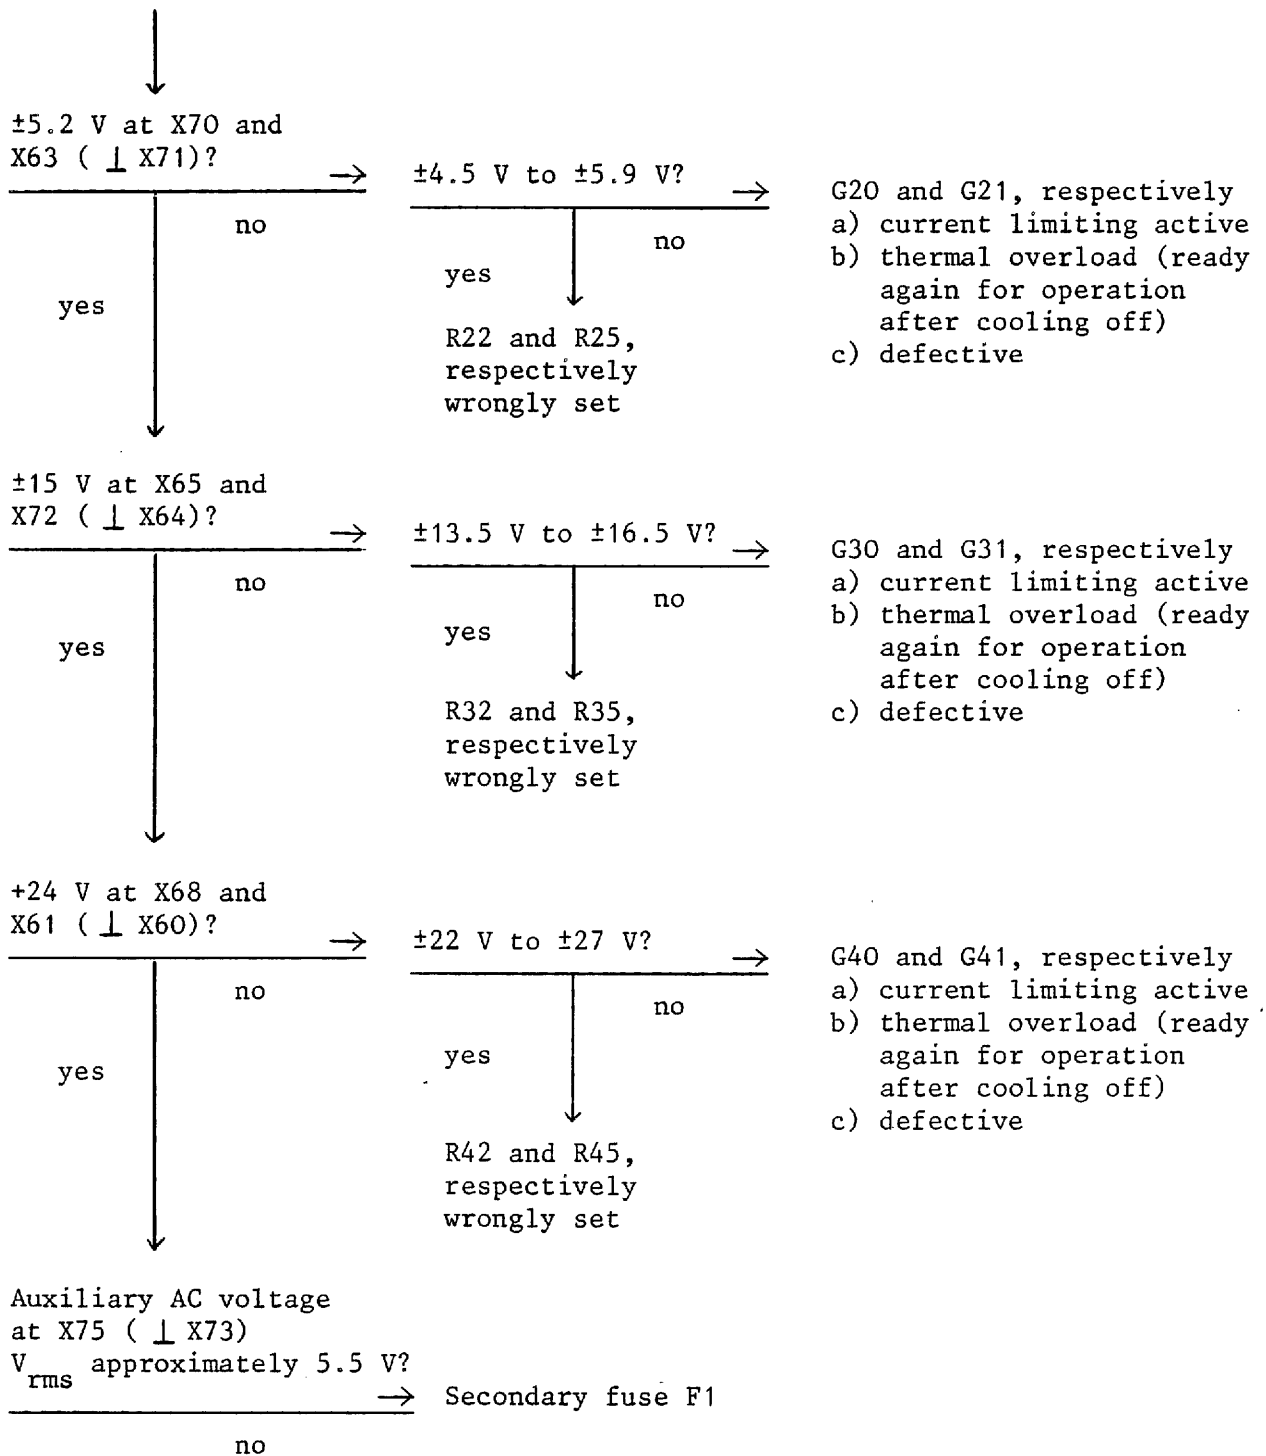 ±5.2 V at X70 and
X63 ( ⊥ X71)?
→
no
yes
±4.5 V to ±5.9 V?
→
no
yes
R22 and R25,
respectively
wrongly set
G20 and G21, respectively
a) current limiting active
b) thermal overload (ready
again for operation
after cooling off)
c) defective
±15 V at X65 and
X72 ( ⊥ X64)?
→
no
yes
±13.5 V to ±16.5 V?
→
no
yes
R32 and R35,
respectively
wrongly set
G30 and G31, respectively
a) current limiting active
b) thermal overload (ready
again for operation
after cooling off)
c) defective
+24 V at X68 and
X61 ( ⊥ X60)?
→
no
yes
±22 V to ±27 V?
→
no
yes
R42 and R45,
respectively
wrongly set
G40 and G41, respectively
a) current limiting active
b) thermal overload (ready
again for operation
after cooling off)
c) defective
Auxiliary AC voltage
at X75 ( ⊥ X73)
Vrms approximately 5.5 V?
→ Secondary fuse F1
no